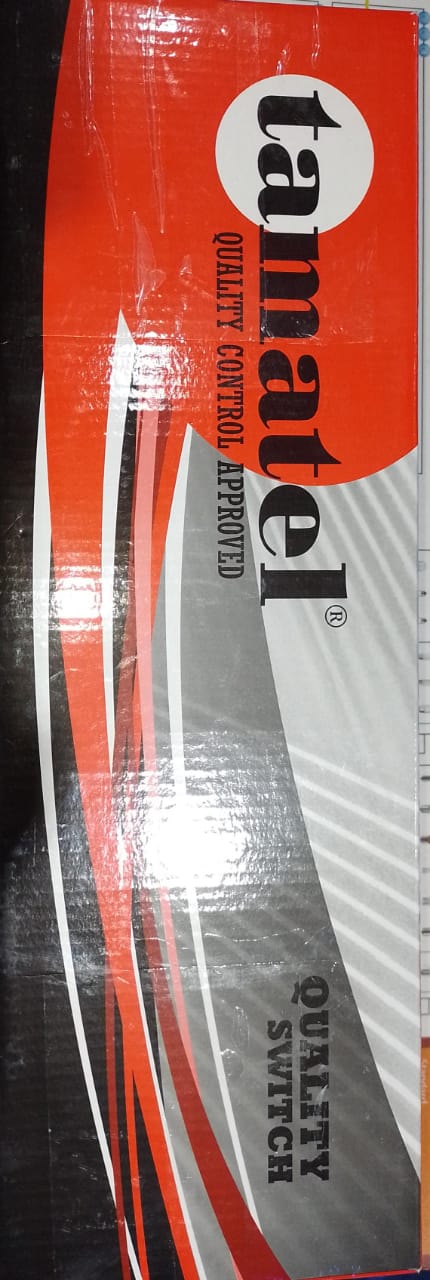 tamatel®
QUALITY CONTROL APPROVED
QUALITY
SWITCH